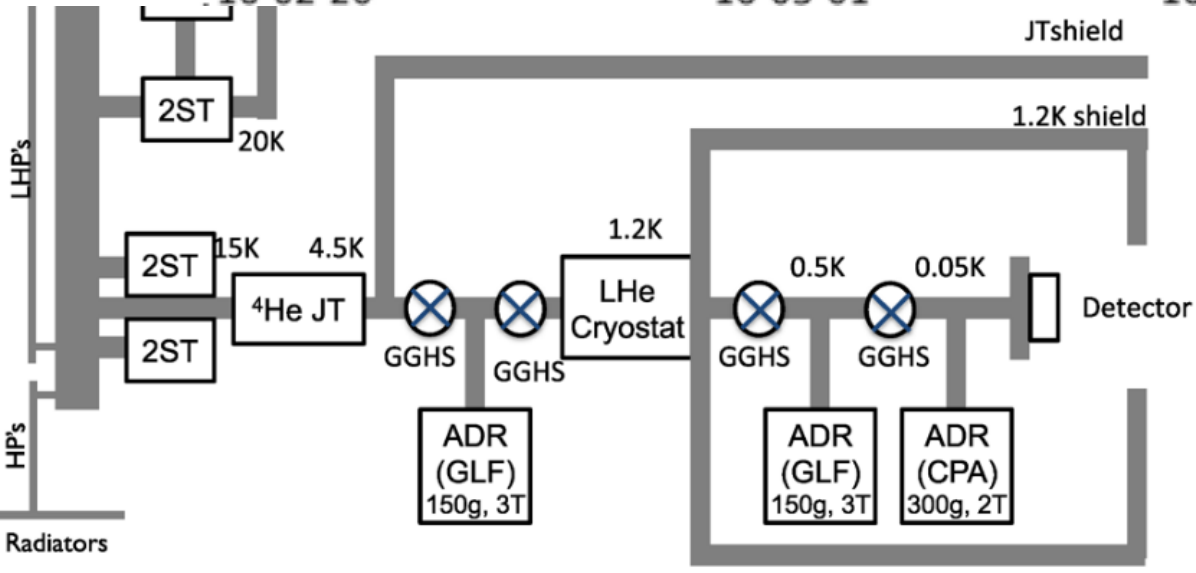 JTshield
1.2K shield
2ST
20K
LHP's
2ST
15K
4.5K
⁴He JT
2ST
GGHS
GGHS
1.2K
LHe
Cryostat
0.5K
0.05K
GGHS
GGHS
Detector
ADR
(GLF)
150g, 3T
ADR
(GLF)
150g, 3T
ADR
(CPA)
300g, 2T
HP's
Radiators